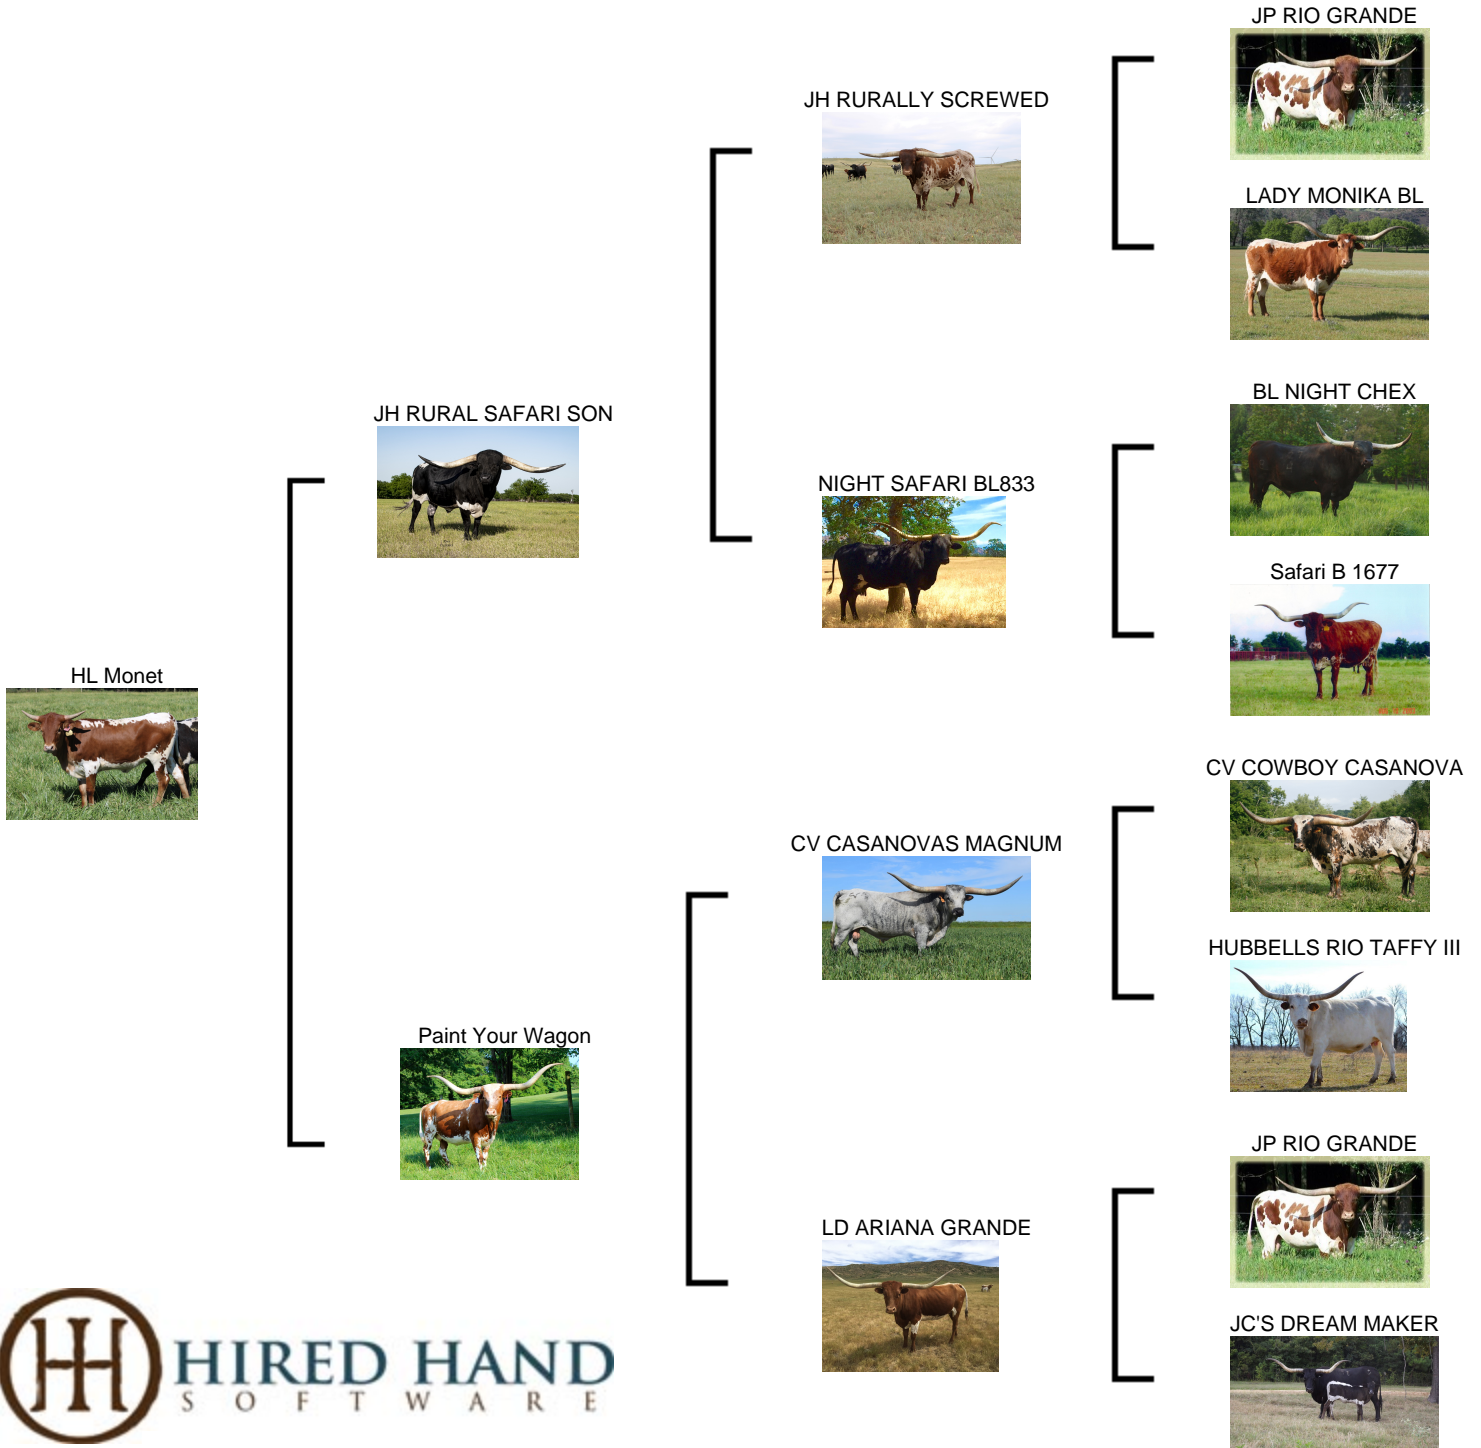 JP RIO GRANDE
JH RURALLY SCREWED
LADY MONIKA BL
BL NIGHT CHEX
JH RURAL SAFARI SON
NIGHT SAFARI BL833
Safari B 1677
HL Monet
CV COWBOY CASANOVA
CV CASANOVAS MAGNUM
HUBBELLS RIO TAFFY III
Paint Your Wagon
JP RIO GRANDE
LD ARIANA GRANDE
JC'S DREAM MAKER
HIRED HAND
SOFTWARE